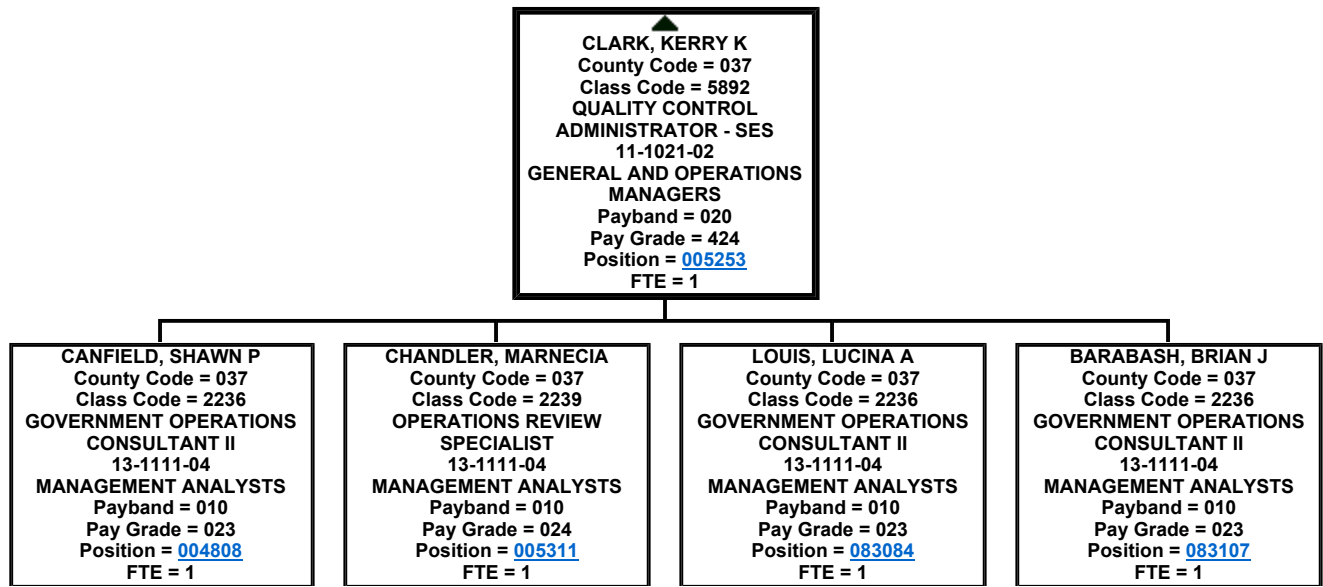 CLARK, KERRY K
County Code = 037
Class Code = 5892
QUALITY CONTROL
ADMINISTRATOR - SES
11-1021-02
GENERAL AND OPERATIONS
MANAGERS
Payband = 020
Pay Grade = 424
Position = 005253
FTE = 1
CANFIELD, SHAWN P
County Code = 037
Class Code = 2236
GOVERNMENT OPERATIONS
CONSULTANT II
13-1111-04
MANAGEMENT ANALYSTS
Payband = 010
Pay Grade = 023
Position = 004808
FTE = 1
CHANDLER, MARNECIA
County Code = 037
Class Code = 2239
OPERATIONS REVIEW
SPECIALIST
13-1111-04
MANAGEMENT ANALYSTS
Payband = 010
Pay Grade = 024
Position = 005311
FTE = 1
LOUIS, LUCINA A
County Code = 037
Class Code = 2236
GOVERNMENT OPERATIONS
CONSULTANT II
13-1111-04
MANAGEMENT ANALYSTS
Payband = 010
Pay Grade = 023
Position = 083084
FTE = 1
BARABASH, BRIAN J
County Code = 037
Class Code = 2236
GOVERNMENT OPERATIONS
CONSULTANT II
13-1111-04
MANAGEMENT ANALYSTS
Payband = 010
Pay Grade = 023
Position = 083107
FTE = 1